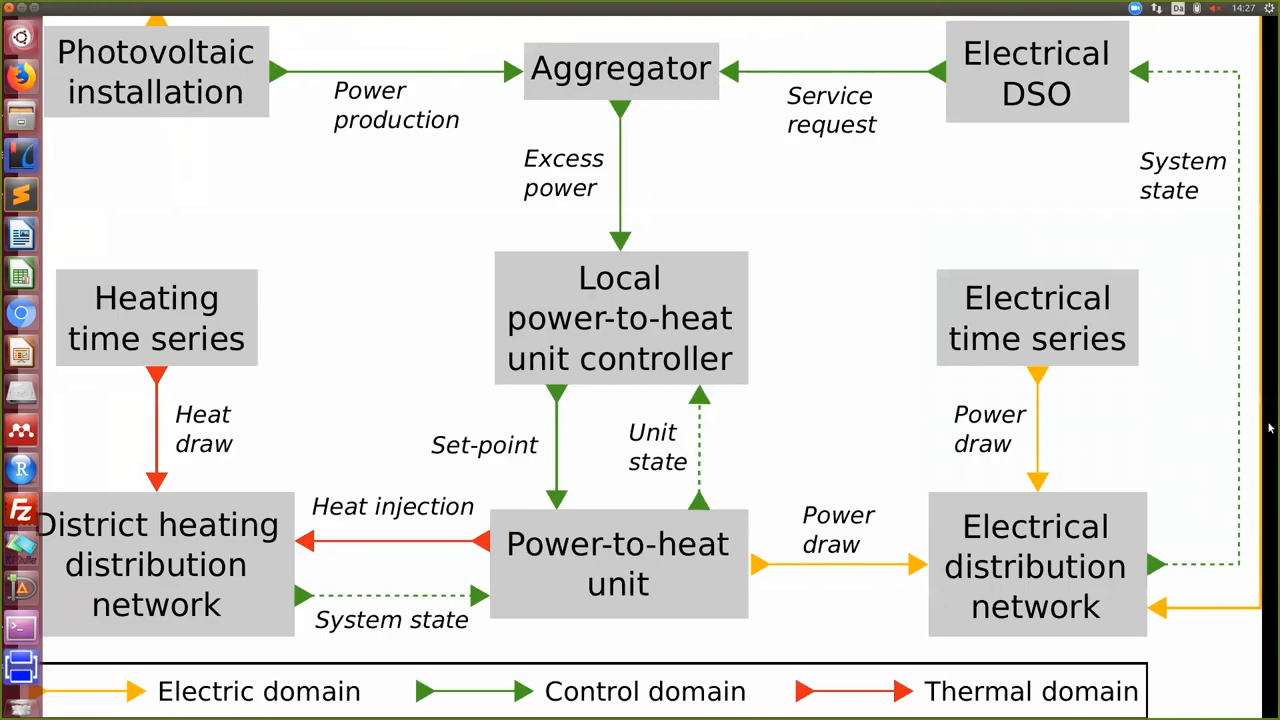 Da
14:27
Photovoltaic
installation
Power
production
Aggregator
Service
request
Electrical
DSO
System
state
Excess
power
Heating
time series
Local
power-to-heat
unit controller
Electrical
time series
Heat
draw
Set-point
Unit
state
Power
draw
District heating
distribution
network
Heat injection
System state
Power-to-heat
unit
Power
draw
Electrical
distribution
network
Electric domain
Control domain
Thermal domain